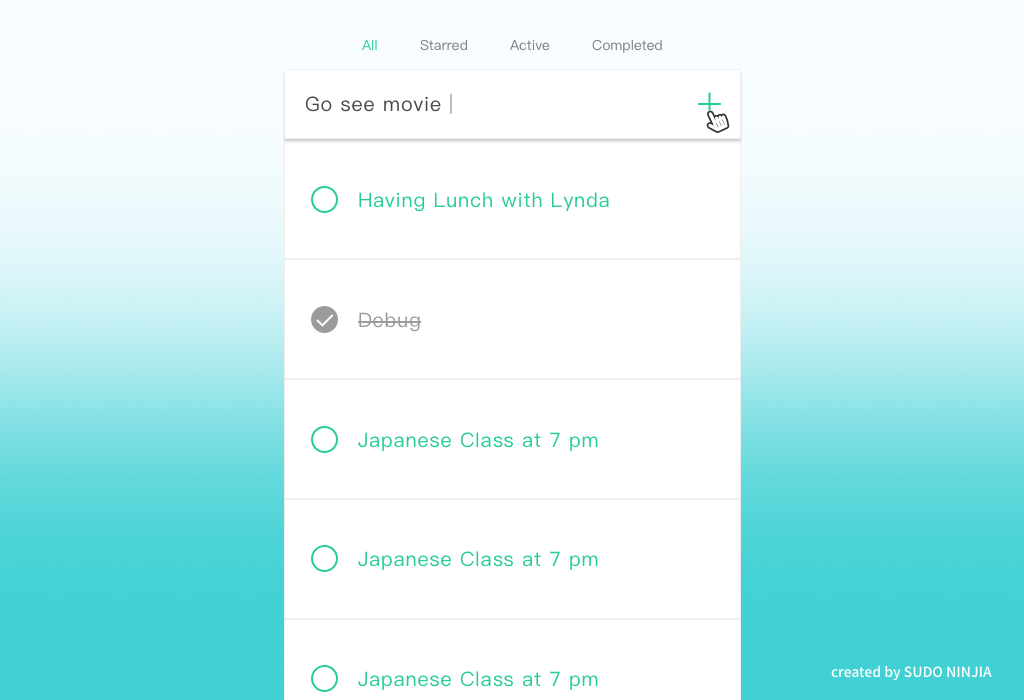 All Starred Active Completed
Go see movie
Having Lunch with Lynda
Debug
Japanese Class at 7 pm
Japanese Class at 7 pm
Japanese Class at 7 pm
created by SUDO NINJIA